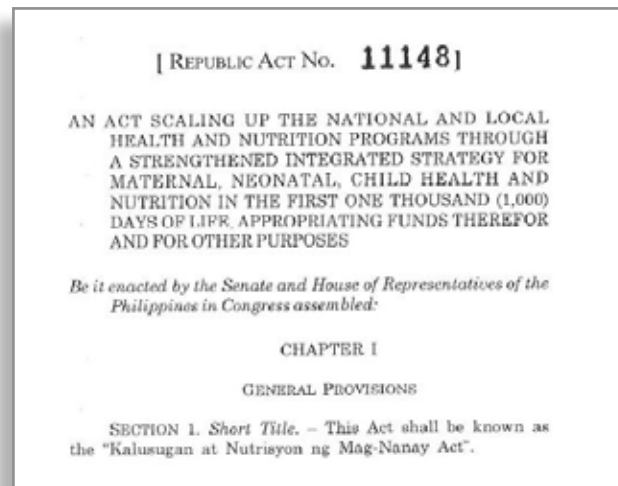 [ REPUBLIC ACT NO. 11148 ]
AN ACT SCALING UP THE NATIONAL AND LOCAL
HEALTH AND NUTRITION PROGRAMS THROUGH
A STRENGTHENED INTEGRATED STRATEGY FOR
MATERNAL, NEONATAL, CHILD HEALTH AND
NUTRITION IN THE FIRST ONE THOUSAND (1,000)
DAYS OF LIFE, APPROPRIATING FUNDS THEREFOR
AND FOR OTHER PURPOSES
Be it enacted by the Senate and House of Representatives of the
Philippines in Congress assembled:
CHAPTER I
GENERAL PROVISIONS
SECTION 1. Short Title. – This Act shall be known as
the "Kalusugan at Nutrisyon ng Mag-Nanay Act".